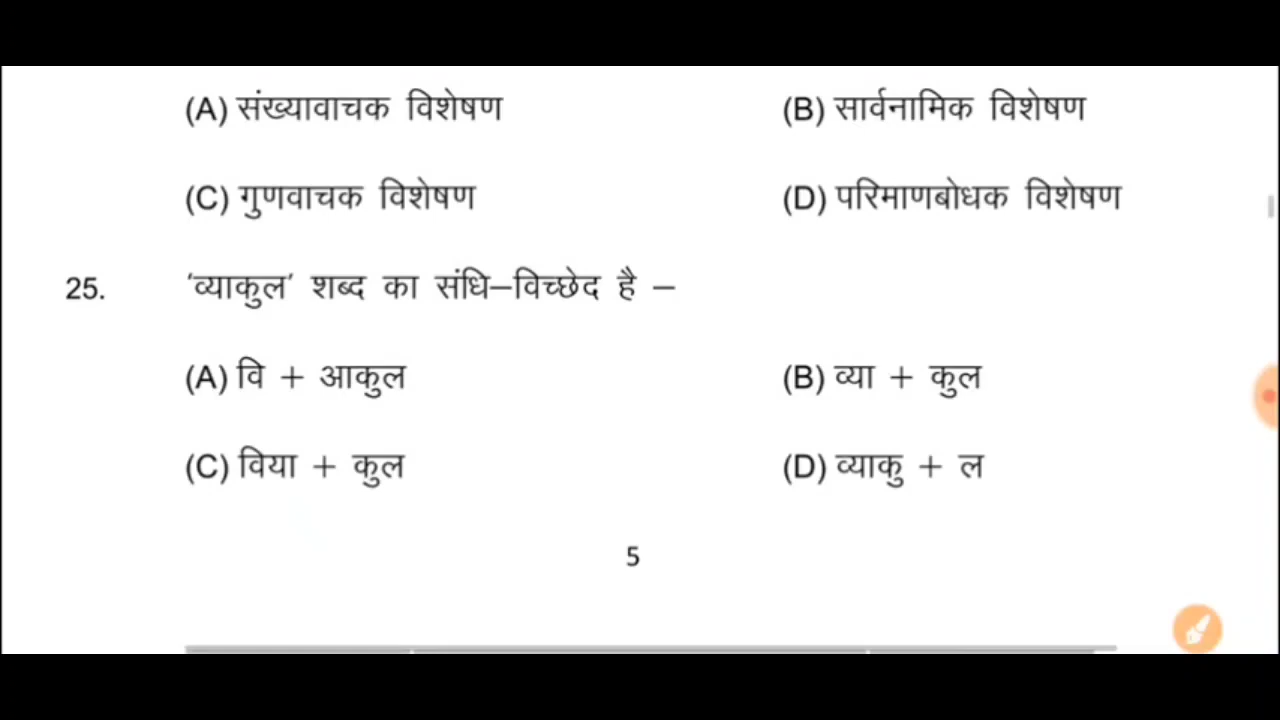 (A) संख्यावाचक विशेषण (B) सार्वनामिक विशेषण
(C) गुणवाचक विशेषण (D) परिमाणबोधक विशेषण
25. ‘व्याकुल’ शब्द का संधि–विच्छेद है –
(A) वि + आकुल (B) व्या + कुल
(C) विया + कुल (D) व्याकु + ल
5